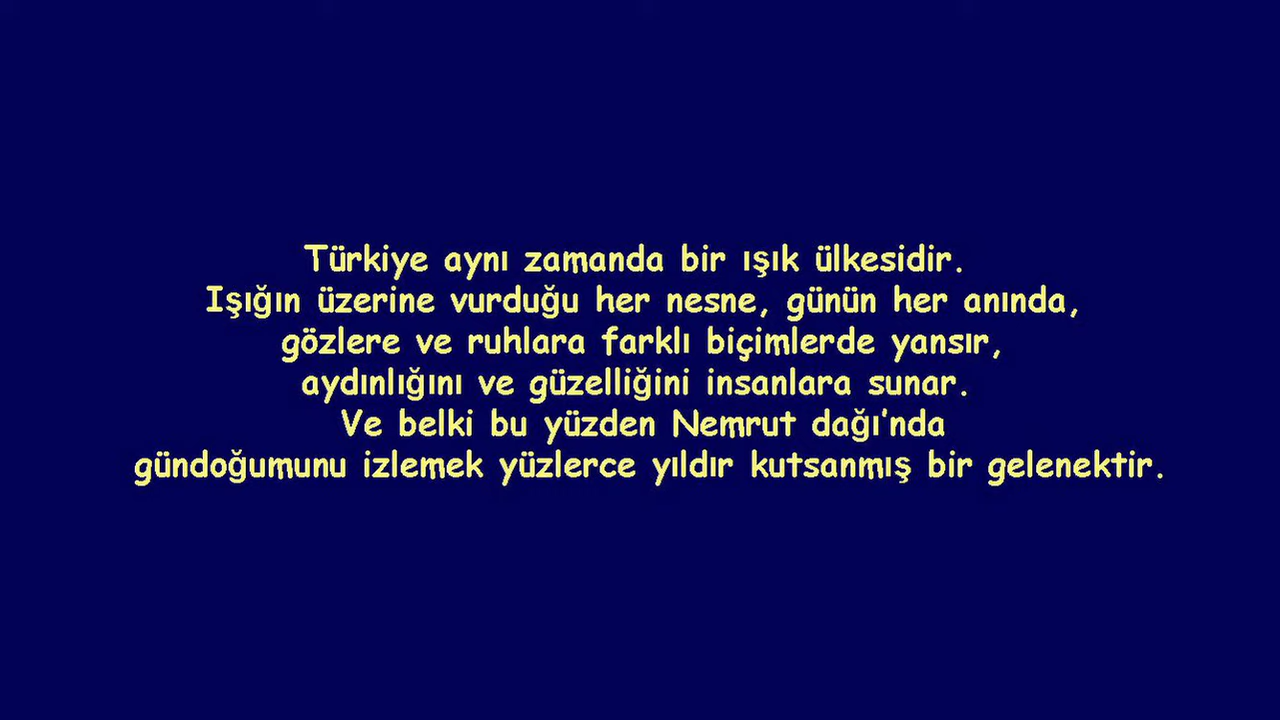 Türkiye aynı zamanda bir ışık ülkesidir.
Işığın üzerine vurduğu her nesne, günün her anında,
gözlere ve ruhlara farklı biçimlerde yansır,
aydınlığını ve güzelliğini insanlara sunar.
Ve belki bu yüzden Nemrut dağı'nda
gündoğumunu izlemek yüzlerce yıldır kutsanmış bir gelenektir.